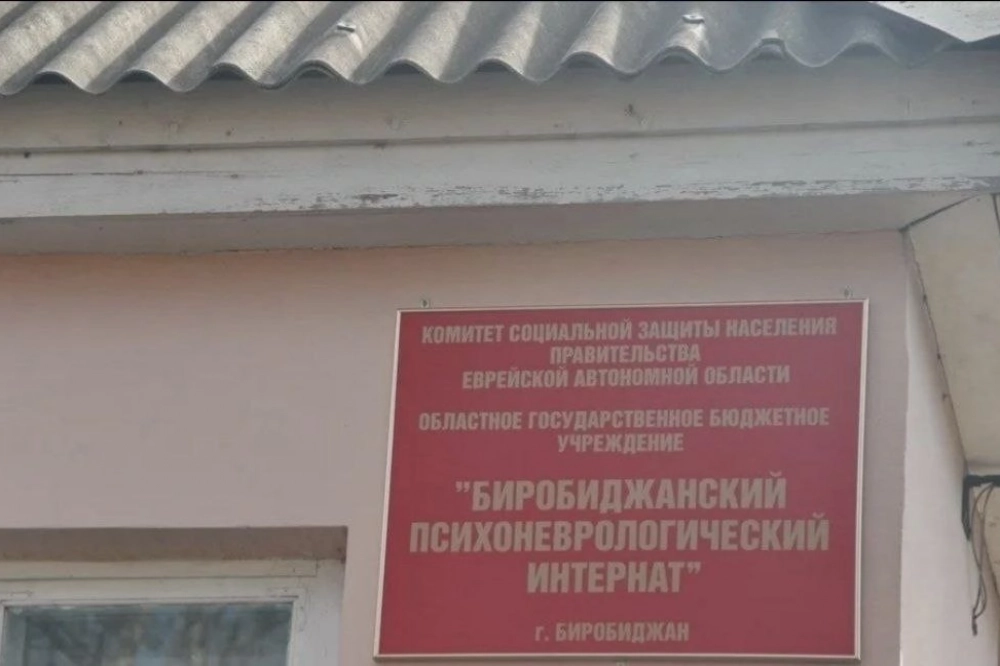 КОМИТЕТ СОЦИАЛЬНОЙ ЗАЩИТЫ НАСЕЛЕНИЯ
ПРАВИТЕЛЬСТВА
ЕВРЕЙСКОЙ АВТОНОМНОЙ ОБЛАСТИ
ОБЛАСТНОЕ ГОСУДАРСТВЕННОЕ БЮДЖЕТНОЕ
УЧРЕЖДЕНИЕ
"БИРОБИДЖАНСКИЙ
ПСИХОНЕВРОЛОГИЧЕСКИЙ
ИНТЕРНАТ"
г. БИРОБИДЖАН